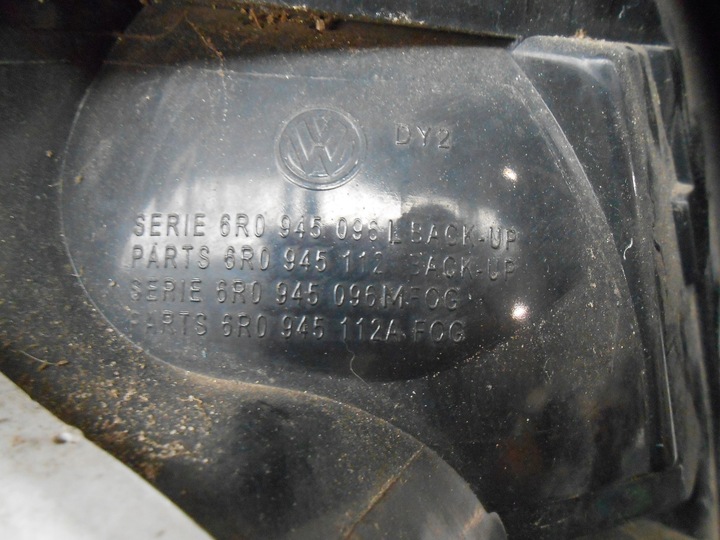 DY2
SERIE 6R0 945 096 L BACK-UP
PARTS 6R0 945 112 BACK-UP
SERIE 6R0 945 096 M FOG
PARTS 6R0 945 112A FOG